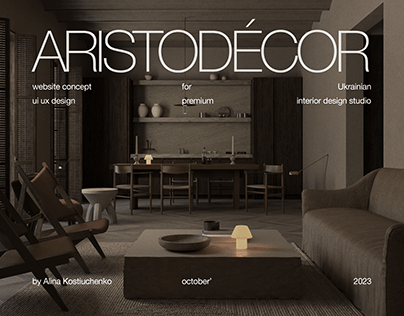 ARISTODÉCOR
website concept for Ukrainian
ui ux design premium interior design studio
by Alina Kostiuchenko october' 2023